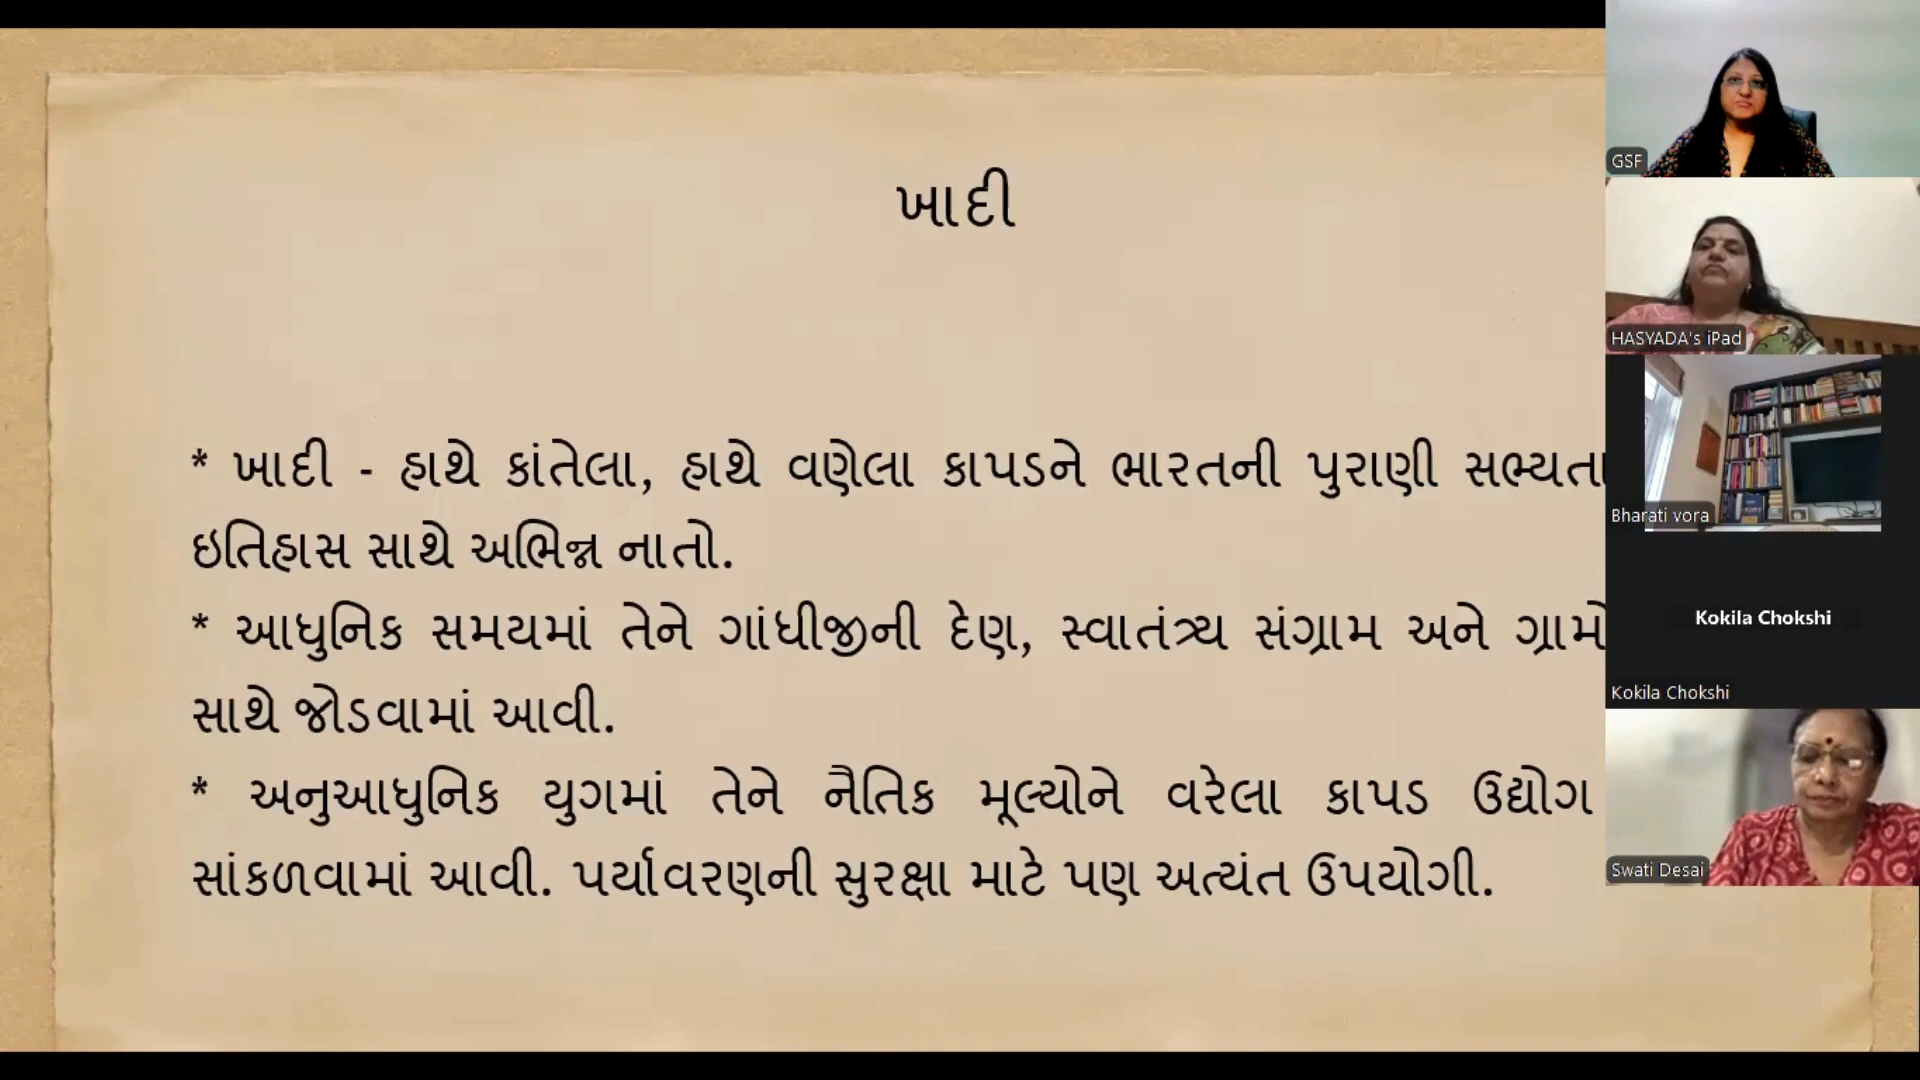 ખાદી
* ખાદી - હાથે કાંતેલા, હાથે વણેલા કાપડને ભારતની પુરાણી સભ્યતા
ઇતિહાસ સાથે અભિન્ન નાતો.
* આધુનિક સમયમાં તેને ગાંધીજીની દેણ, સ્વાતંત્ર્ય સંગ્રામ અને
સાથે જોડવામાં આવી.
* અનુઆધુનિક યુગમાં તેને નૈતિક મૂલ્યોને વરેલા કાપડ ઉદ્યોગ
સાંકળવામાં આવી. પર્યાવરણની સુરક્ષા માટે પણ અત્યંત ઉપયોગી.
GSF
HASYADA's iPad
Bharati vora
Kokila Chokshi
Kokila Chokshi
Swati Desai